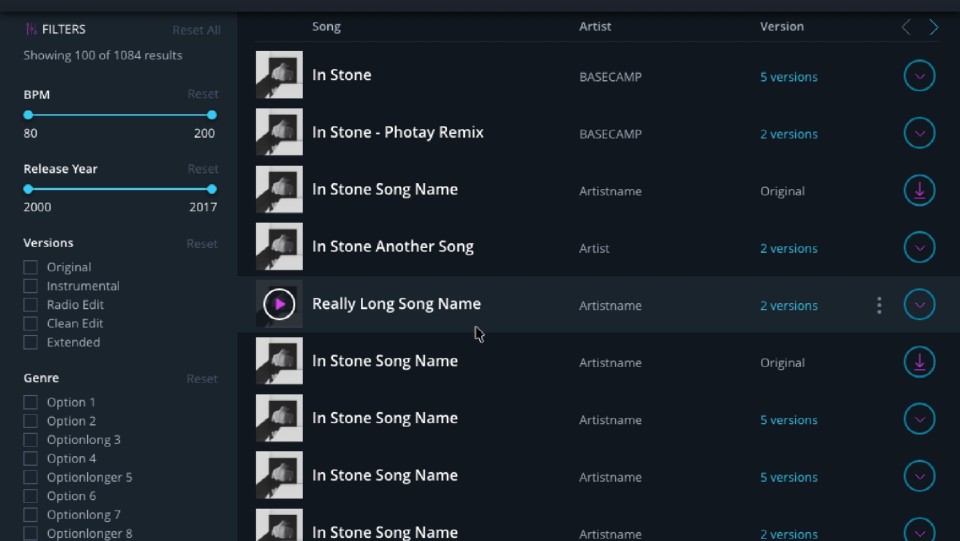 FILTERS Reset All
Showing 100 of 1084 results
BPM Reset
80 200
Release Year Reset
2000 2017
Versions Reset
Original
Instrumental
Radio Edit
Clean Edit
Extended
Genre Reset
Option 1
Option 2
Optionlong 3
Option 4
Optionlonger 5
Option 6
Optionlong 7
Optionlonger 8
Song Artist Version
In Stone BASECAMP 5 versions
In Stone - Photay Remix BASECAMP 2 versions
In Stone Song Name Artistname Original
In Stone Another Song Artist 2 versions
Really Long Song Name Artistname 2 versions
In Stone Song Name Artistname Original
In Stone Song Name Artistname 5 versions
In Stone Song Name Artistname 5 versions
In Stone Song Name Artistname 2 versions